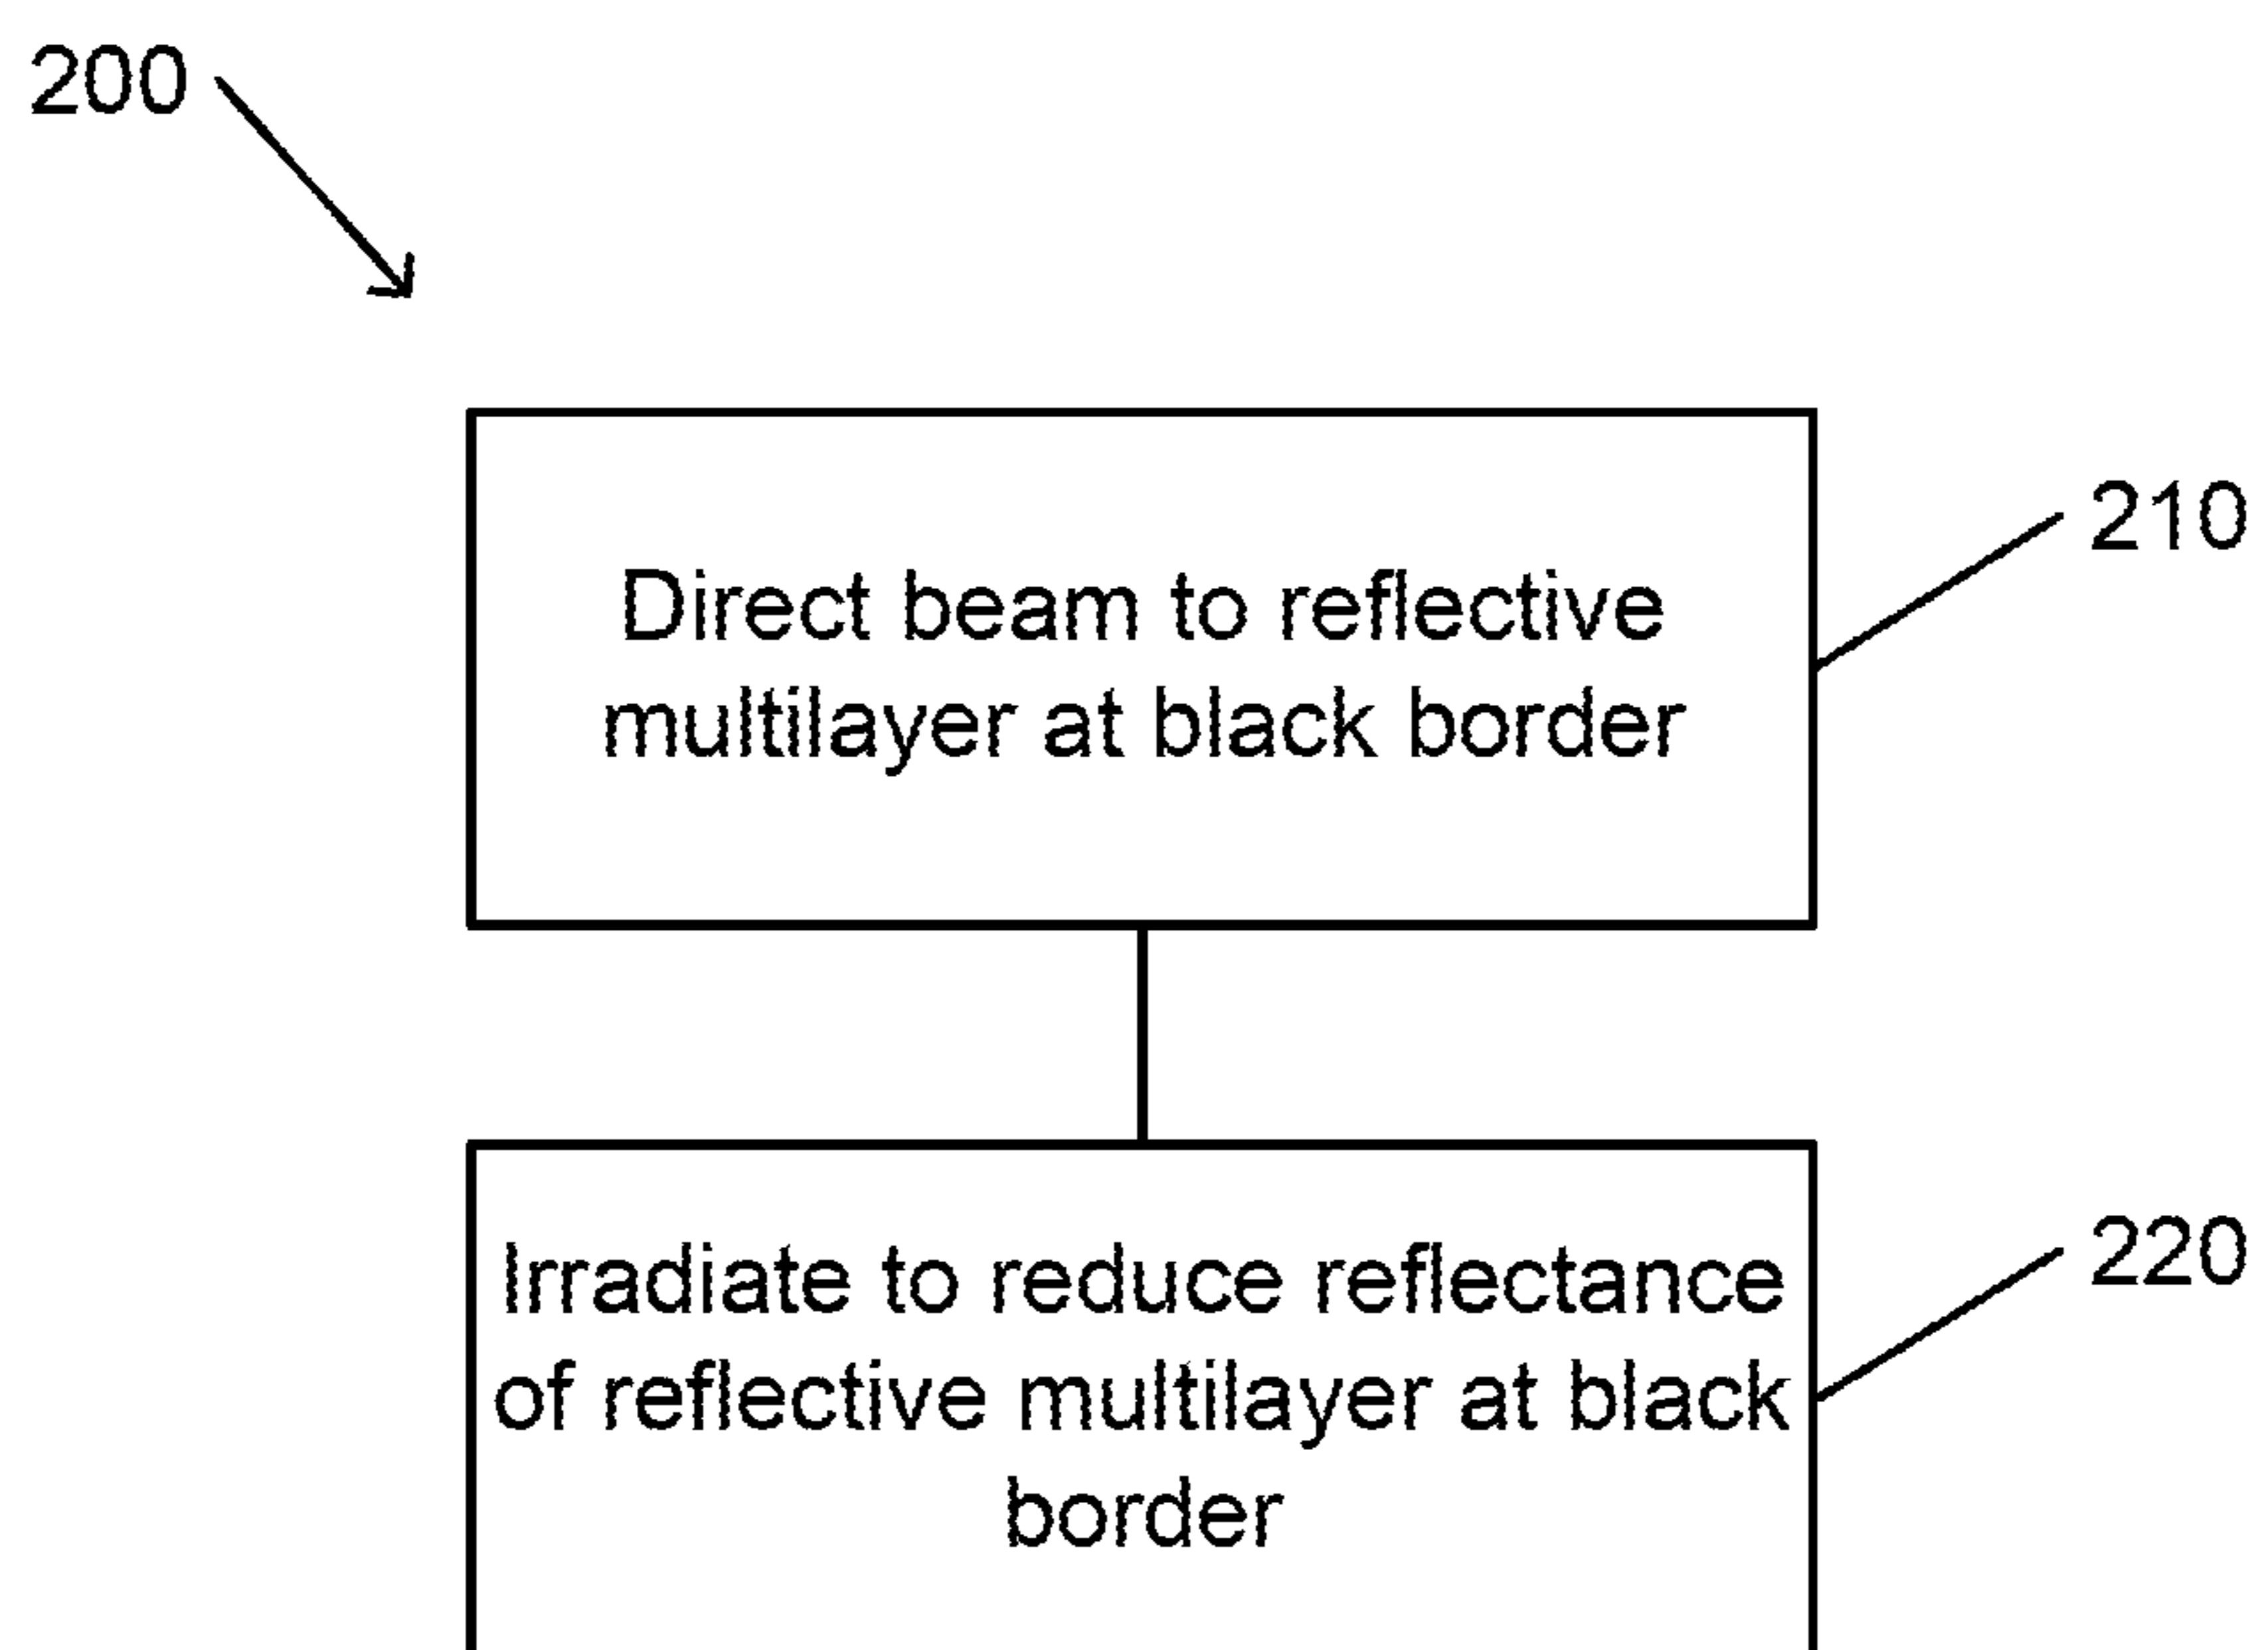 200
210
Direct beam to reflective
multilayer at black border
220
Irradiate to reduce reflectance
of reflective multilayer at black
border